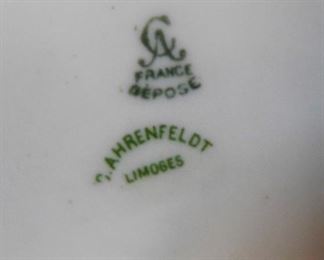 CA
FRANCE
DÉPOSÉ
C. AHRENFELDT
LIMOGES